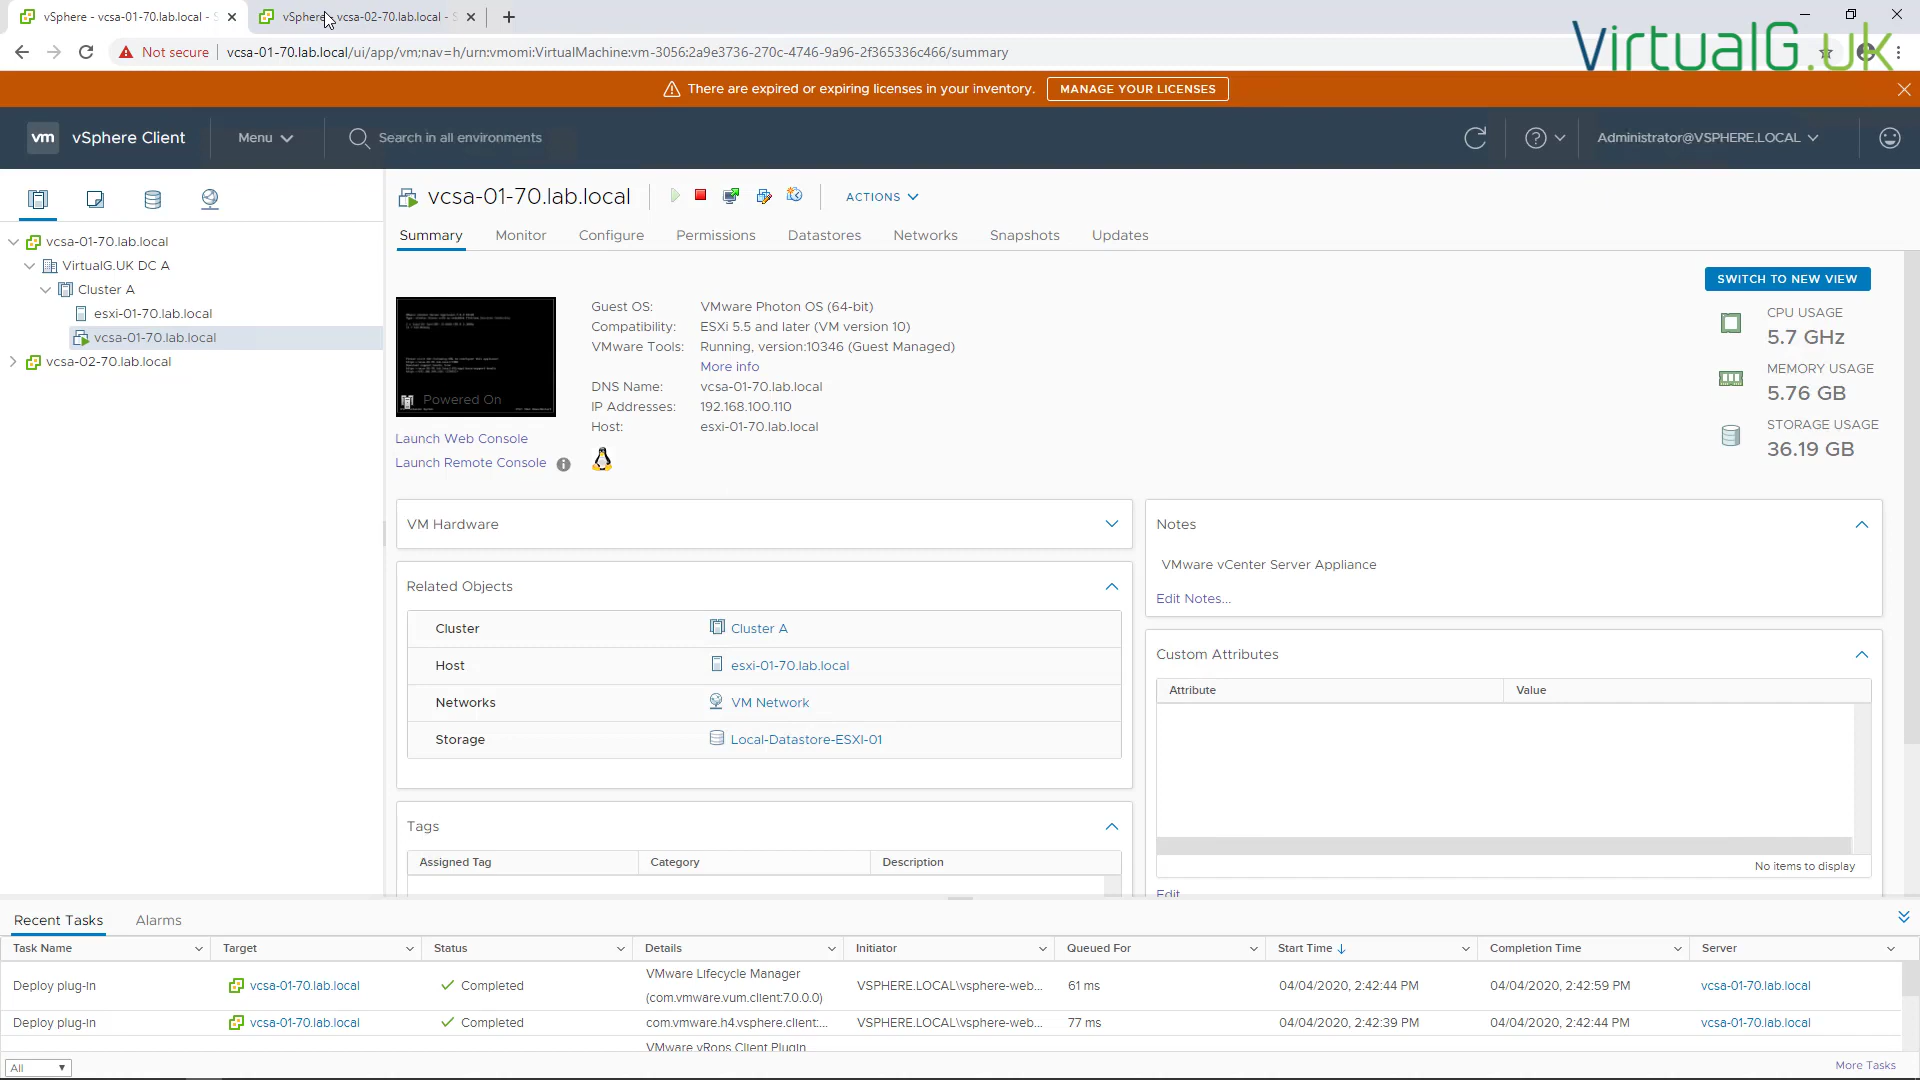 vSphere - vcsa-01-70.lab.local - S
vSphere - vcsa-02-70.lab.local - S
VirtualG.uk
Not secure
vcsa-01-70.lab.local/ui/app/vm;nav=h/urn:vmomi:VirtualMachine:vm-3056:2a9e3736-270c-4746-9a96-2f365336c466/summary
There are expired or expiring licenses in your inventory.
MANAGE YOUR LICENSES
vm
vSphere Client
Menu
Search in all environments
Administrator@VSPHERE.LOCAL
vcsa-01-70.lab.local
VirtualG.UK DC A
Cluster A
esxi-01-70.lab.local
vcsa-01-70.lab.local
vcsa-02-70.lab.local
vcsa-01-70.lab.local
ACTIONS
Summary
Monitor
Configure
Permissions
Datastores
Networks
Snapshots
Updates
SWITCH TO NEW VIEW
Powered On
Launch Web Console
Launch Remote Console
Guest OS: VMware Photon OS (64-bit)
Compatibility: ESXi 5.5 and later (VM version 10)
VMware Tools: Running, version:10346 (Guest Managed)
More info
DNS Name: vcsa-01-70.lab.local
IP Addresses: 192.168.100.110
Host: esxi-01-70.lab.local
CPU USAGE
5.7 GHz
MEMORY USAGE
5.76 GB
STORAGE USAGE
36.19 GB
VM Hardware
Related Objects
Cluster Cluster A
Host esxi-01-70.lab.local
Networks VM Network
Storage Local-Datastore-ESXI-01
Tags
Assigned Tag Category Description
Notes
VMware vCenter Server Appliance
Edit Notes...
Custom Attributes
Attribute Value
No items to display
Edit
Recent Tasks
Alarms
Task Name Target Status Details Initiator Queued For Start Time Completion Time Server
Deploy plug-in vcsa-01-70.lab.local Completed VMware Lifecycle Manager (com.vmware.vum.client:7.0.0.0) VSPHERE.LOCAL\vsphere-web... 61 ms 04/04/2020, 2:42:44 PM 04/04/2020, 2:42:59 PM vcsa-01-70.lab.local
Deploy plug-in vcsa-01-70.lab.local Completed com.vmware.h4.vsphere.client:... VSPHERE.LOCAL\vsphere-web... 77 ms 04/04/2020, 2:42:39 PM 04/04/2020, 2:42:44 PM vcsa-01-70.lab.local
VMware vRops Client Plugin
All
More Tasks